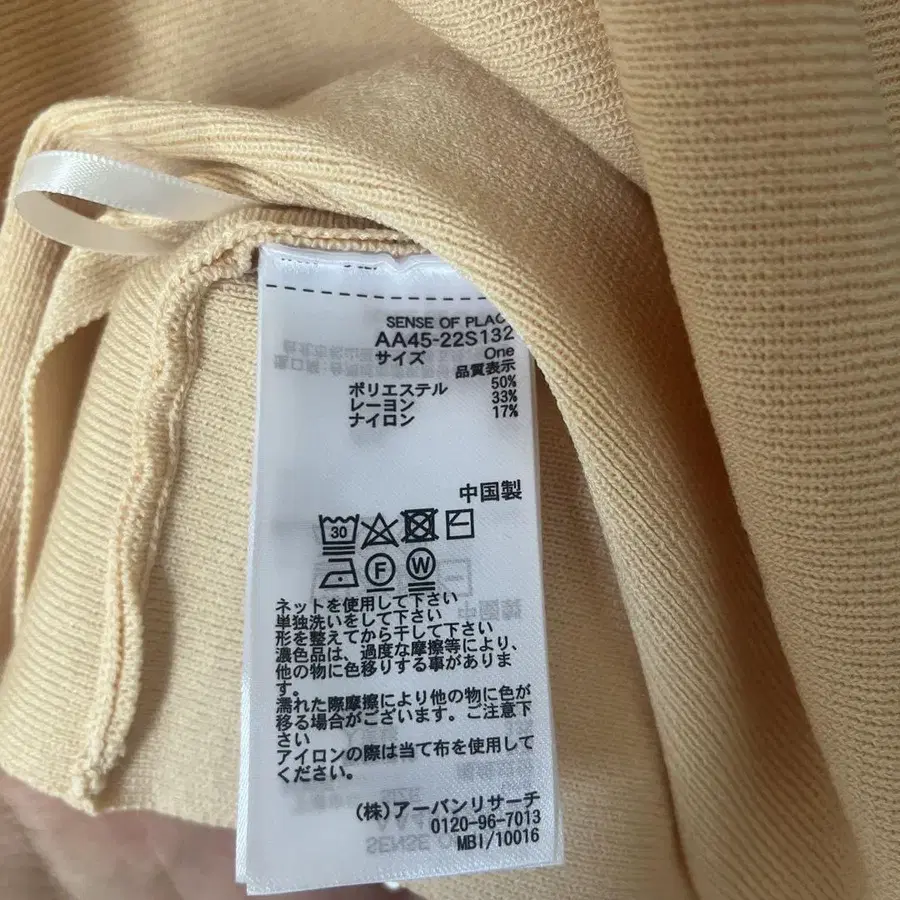 SENSE OF PLAC
AA45-22S132
サイズ One
品質表示
ポリエステル 50%
レーヨン 33%
ナイロン 17%
中国製
30
F W
ネットを使用して下さい
単独洗いをして下さい
形を整えてから干して下さい
濃色品は、過度な摩擦等により、
他の物に色移りする事がありま
す。
濡れた際摩擦により他の物に色が
移る場合がございます。ご注意下
さい
アイロンの際は当て布を使用して
ください。
(株)アーバンリサーチ
0120-96-7013
MBI/10016